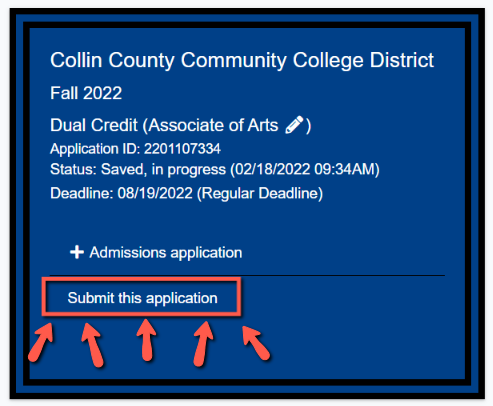 Collin County Community College District
Fall 2022
Dual Credit (Associate of Arts )
Application ID: 2201107334
Status: Saved, in progress (02/18/2022 09:34AM)
Deadline: 08/19/2022 (Regular Deadline)
+ Admissions application
Submit this application